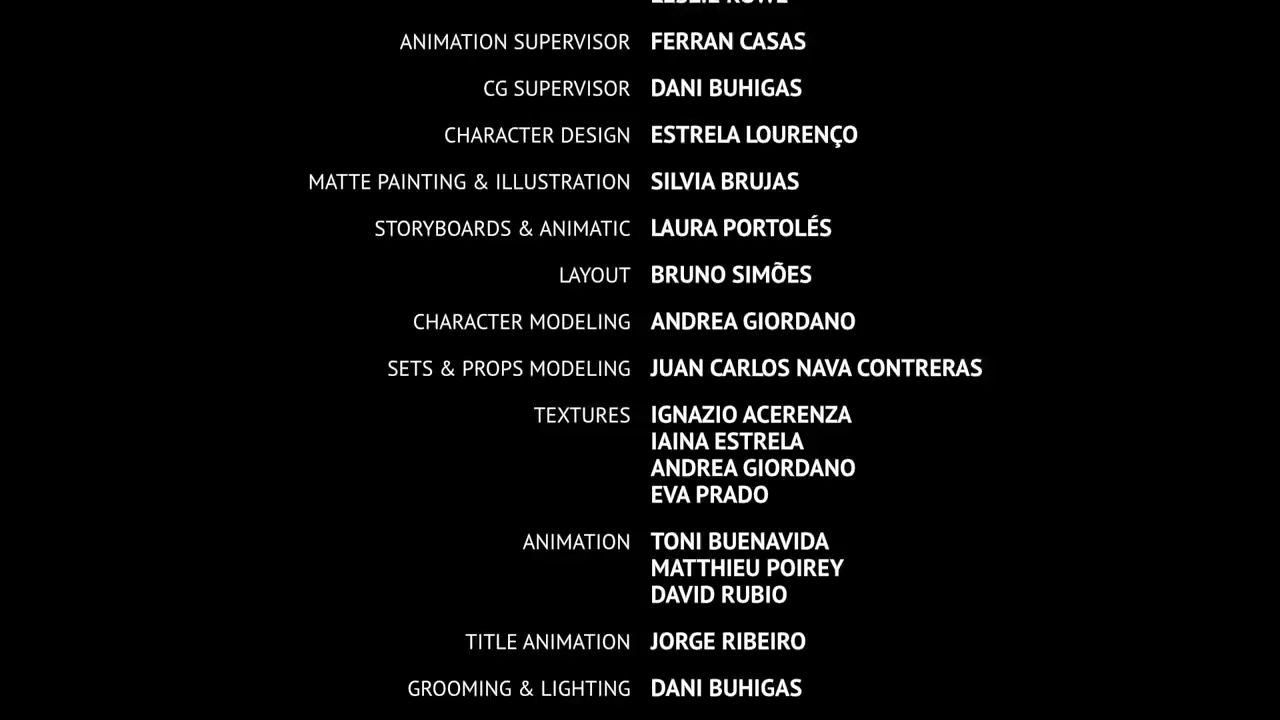 ANIMATION SUPERVISOR FERRAN CASAS
CG SUPERVISOR DANI BUHIGAS
CHARACTER DESIGN ESTRELA LOURENÇO
MATTE PAINTING & ILLUSTRATION SILVIA BRUJAS
STORYBOARDS & ANIMATIC LAURA PORTOLÉS
LAYOUT BRUNO SIMÕES
CHARACTER MODELING ANDREA GIORDANO
SETS & PROPS MODELING JUAN CARLOS NAVA CONTRERAS
TEXTURES IGNAZIO ACERENZA
IAINA ESTRELA
ANDREA GIORDANO
EVA PRADO
ANIMATION TONI BUENAVIDA
MATTHIEU POIREY
DAVID RUBIO
TITLE ANIMATION JORGE RIBEIRO
GROOMING & LIGHTING DANI BUHIGAS